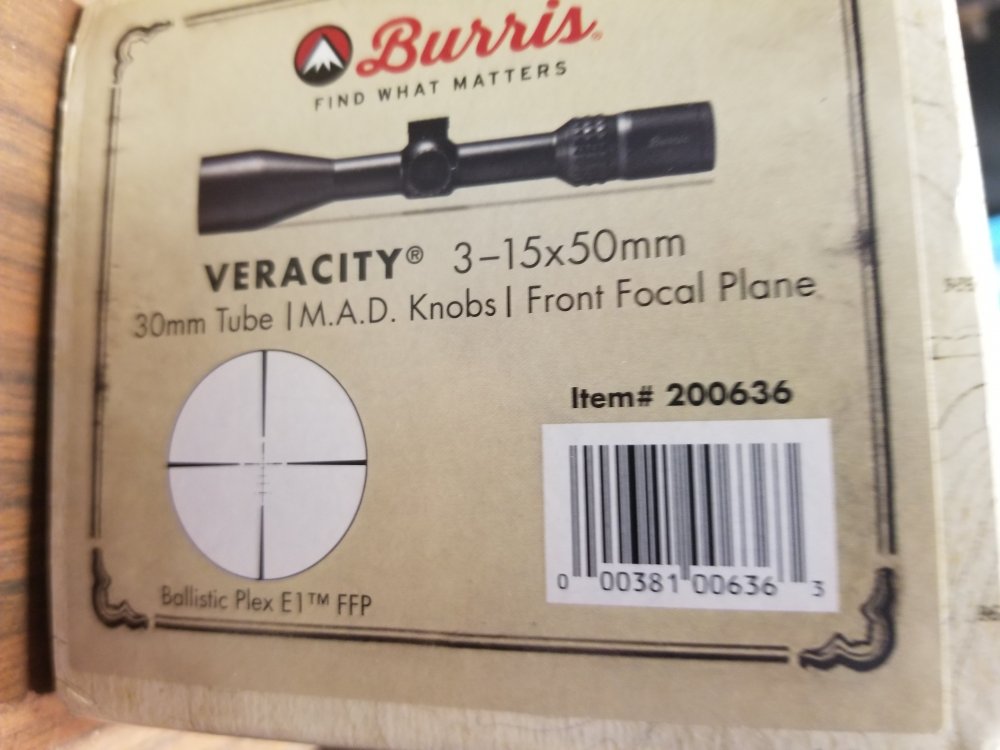 Burris®
FIND WHAT MATTERS
VERACITY® 3–15x50mm
30mm Tube | M.A.D. Knobs | Front Focal Plane
Item# 200636
0 00381 00636 3
Ballistic Plex E1™ FFP